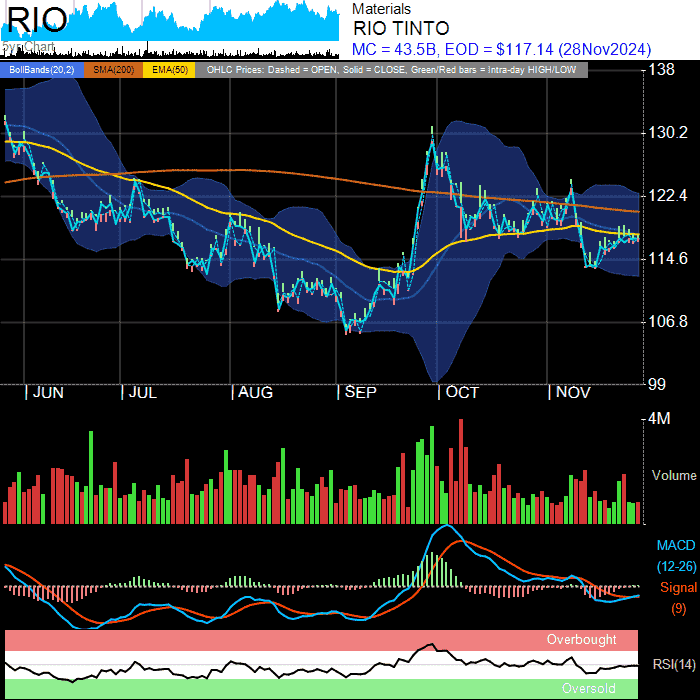 RIO
Materials
RIO TINTO
MC = 43.5B, EOD = $117.14 (28Nov2024)
BollBands(20,2) SMA(200) EMA(50) OHLC Prices: Dashed = OPEN, Solid = CLOSE, Green/Red bars = Intra-day HIGH/LOW
138
130.2
122.4
114.6
106.8
99
JUN JUL AUG SEP OCT NOV
4M
Volume
MACD
(12-26)
Signal
(9)
Overbought
RSI(14)
Oversold